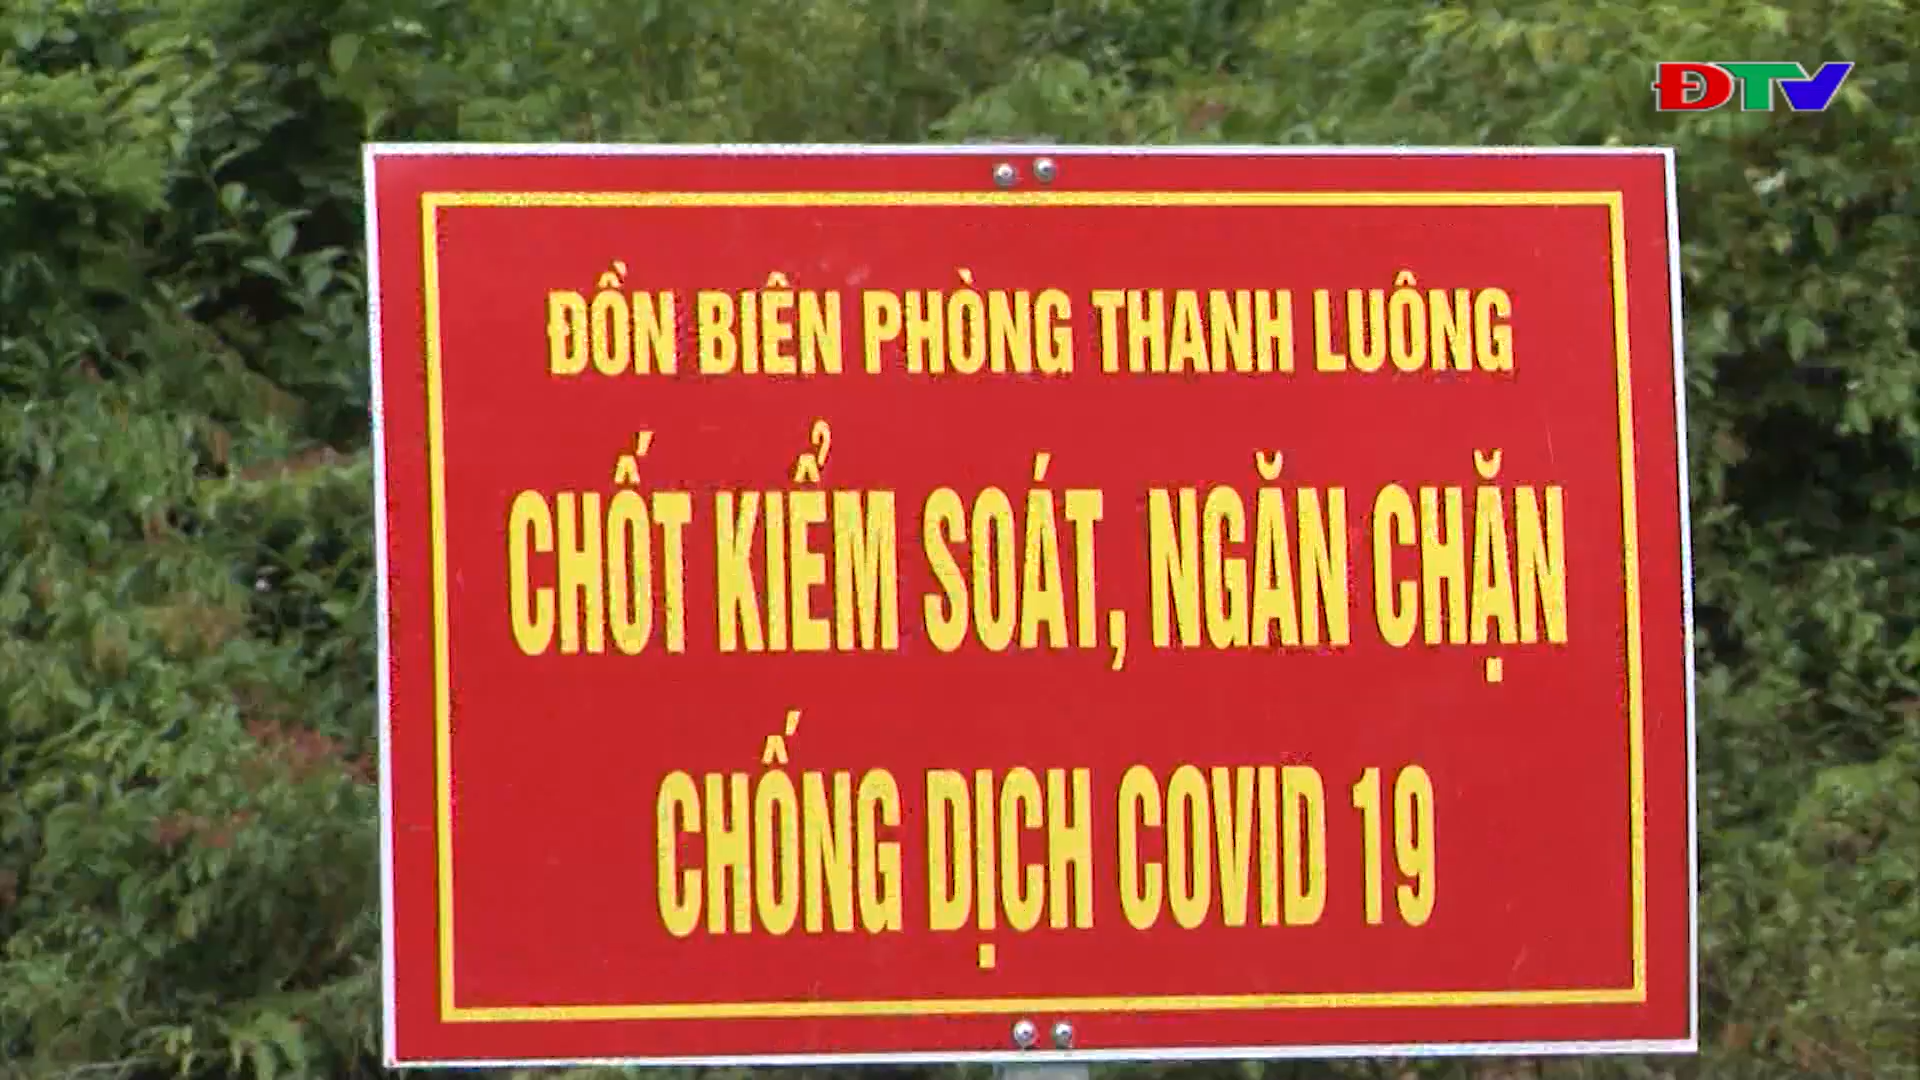 ĐTV
ĐỒN BIÊN PHÒNG THANH LUÔNG
CHỐT KIỂM SOÁT, NGĂN CHẶN
CHỐNG DỊCH COVID 19